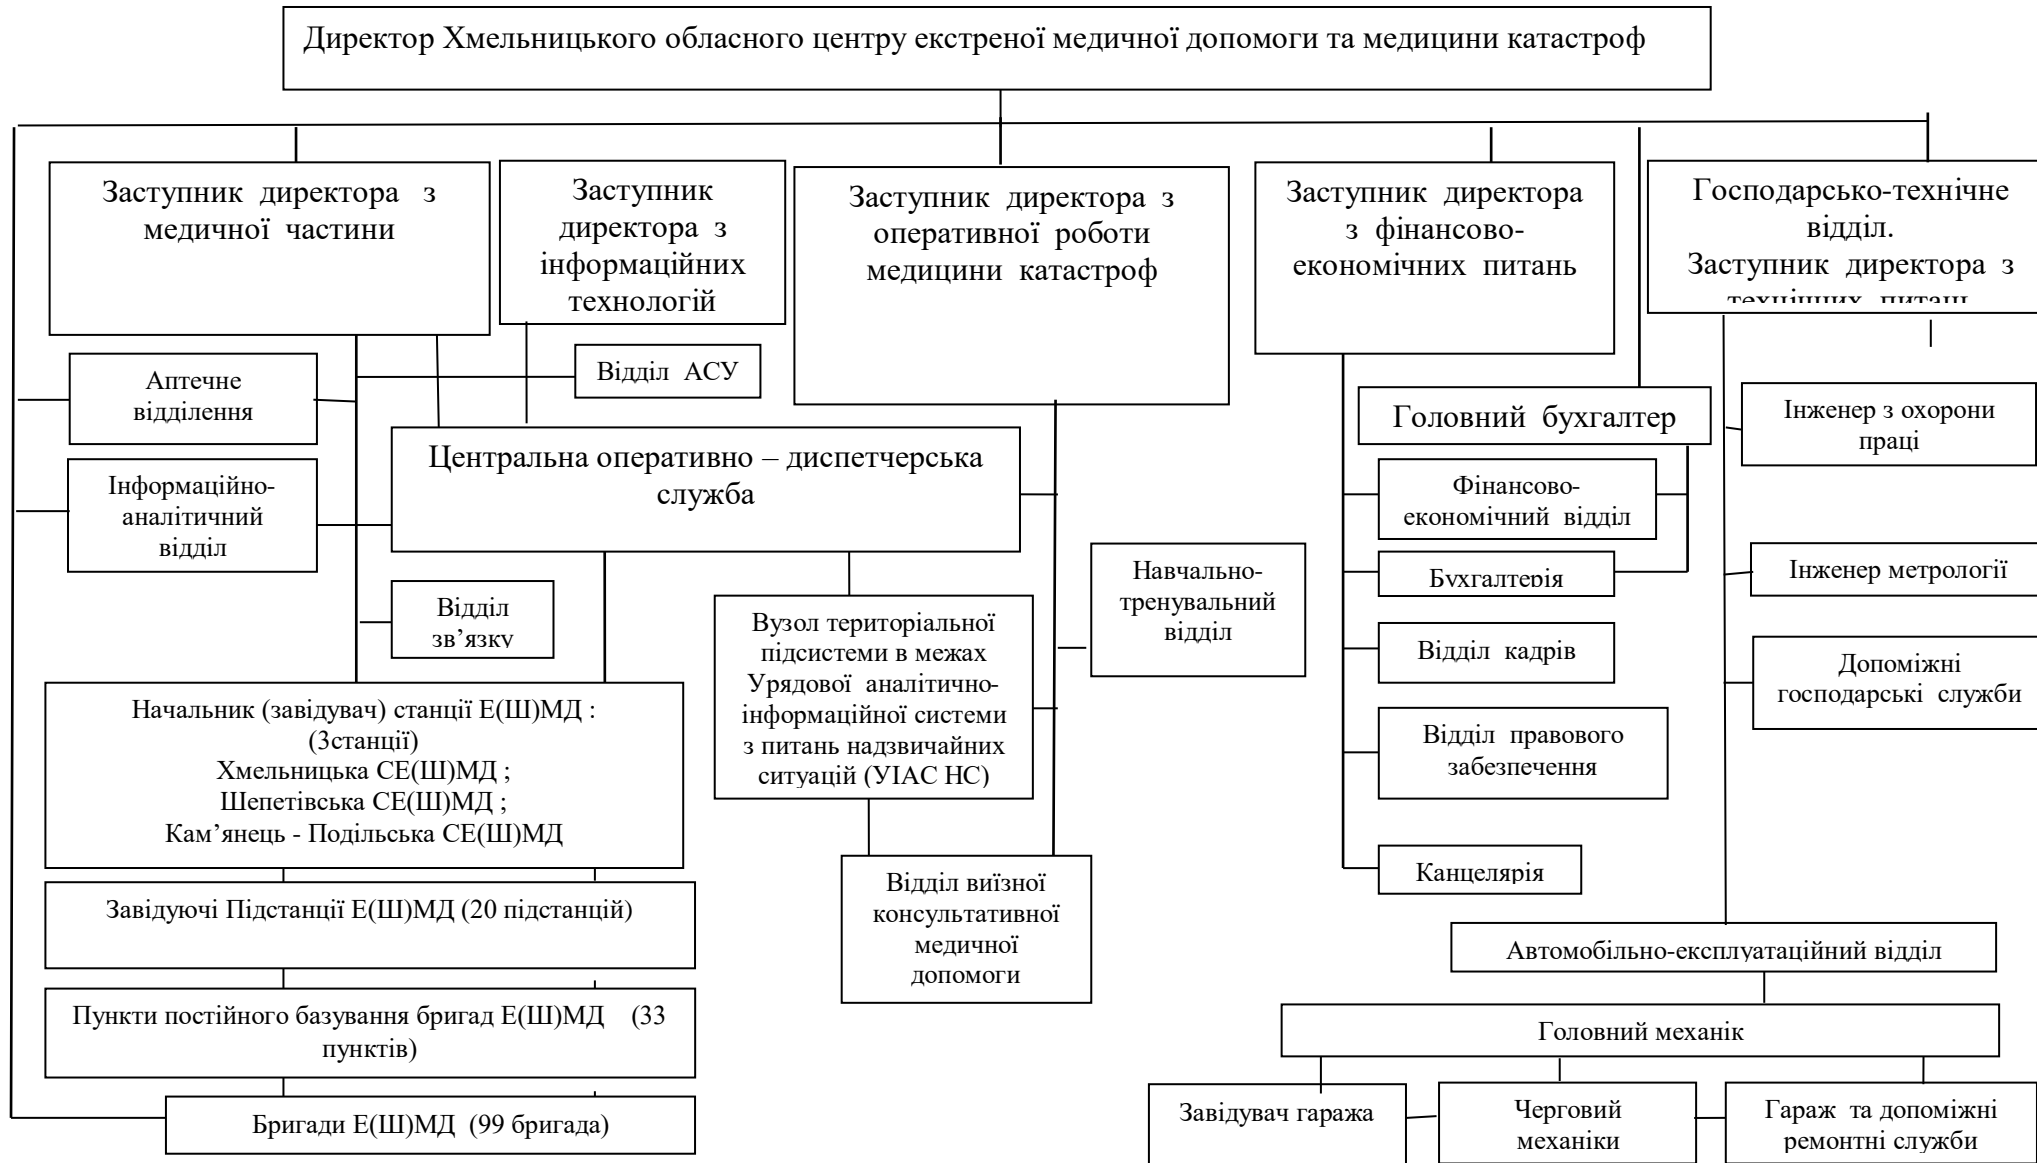 Директор Хмельницького обласного центру екстреної медичної допомоги та медицини катастроф
Заступник директора з
медичної частини
Заступник
директора з
інформаційних
технологій
Заступник директора з
оперативної роботи
медицини катастроф
Заступник директора
з фінансово-
економічних питань
Господарсько-технічне
відділ.
Заступник директора з
технічних питань
Аптечне
відділення
Відділ АСУ
Головний бухгалтер
Інженер з охорони
праці
Інформаційно-
аналітичний
відділ
Центральна оперативно – диспетчерська
служба
Фінансово-
економічний відділ
Бухгалтерія
Інженер метрології
Відділ
зв’язку
Вузол територіальної
підсистеми в межах
Урядової аналітично-
інформаційної системи
з питань надзвичайних
ситуацій (УІАС НС)
Навчально-
тренувальний
відділ
Відділ кадрів
Допоміжні
господарські служби
Начальник (завідувач) станції Е(Ш)МД :
(3станції)
Хмельницька СЕ(Ш)МД ;
Шепетівська СЕ(Ш)МД ;
Кам’янець - Подільська СЕ(Ш)МД
Відділ правового
забезпечення
Відділ виїзної
консультативної
медичної
допомоги
Канцелярія
Завідуючі Підстанції Е(Ш)МД (20 підстанцій)
Автомобільно-експлуатаційний відділ
Пункти постійного базування бригад Е(Ш)МД (33
пунктів)
Головний механік
Бригади Е(Ш)МД (99 бригада)
Завідувач гаража
Черговий
механіки
Гараж та допоміжні
ремонтні служби